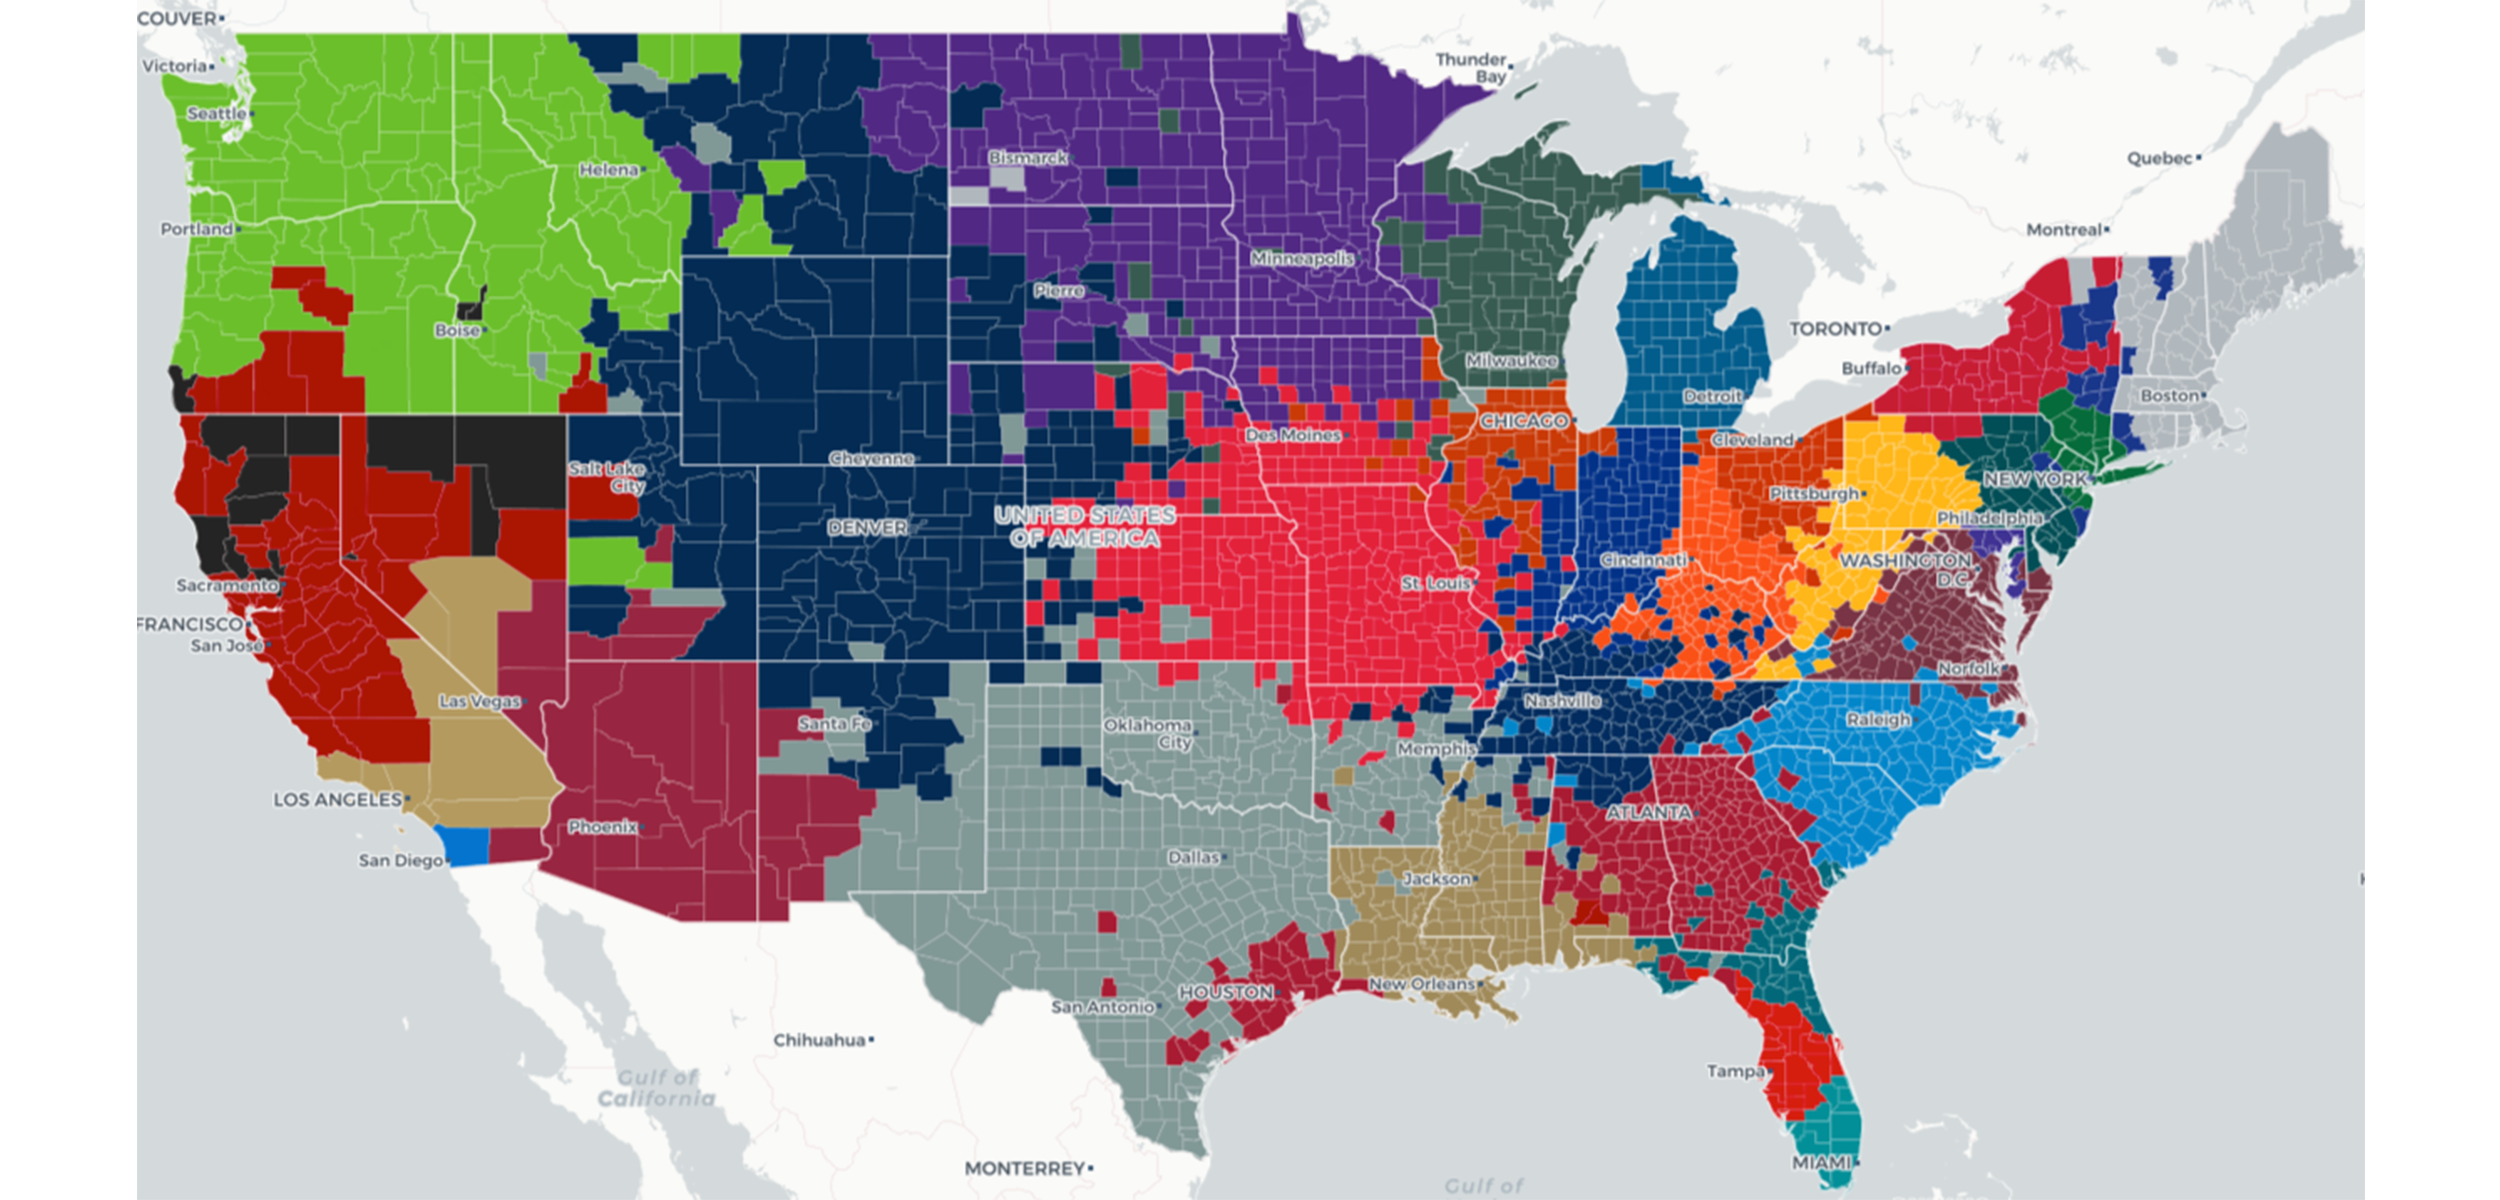 COUVER
Victoria
Seattle
Portland
Helena
Boise
Bismarck
Pierre
Minneapolis
Thunder
Bay
Milwaukee
CHICAGO
Detroit
TORONTO
Buffalo
Cleveland
Quebec
Montreal
Boston
NEW YORK
Pittsburgh
Philadelphia
WASHINGTON
D.C.
Norfolk
Raleigh
Cincinnati
Des Moines
St. Louis
Cheyenne
DENVER
UNITED STATES
OF AMERICA
Salt Lake
City
Sacramento
FRANCISCO
San Jose
Las Vegas
LOS ANGELES
San Diego
Phoenix
Santa Fe
Oklahoma
City
Memphis
Nashville
ATLANTA
Dallas
Jackson
New Orleans
HOUSTON
San Antonio
Chihuahua
Gulf of
California
MONTERREY
Tampa
MIAMI
Gulf of